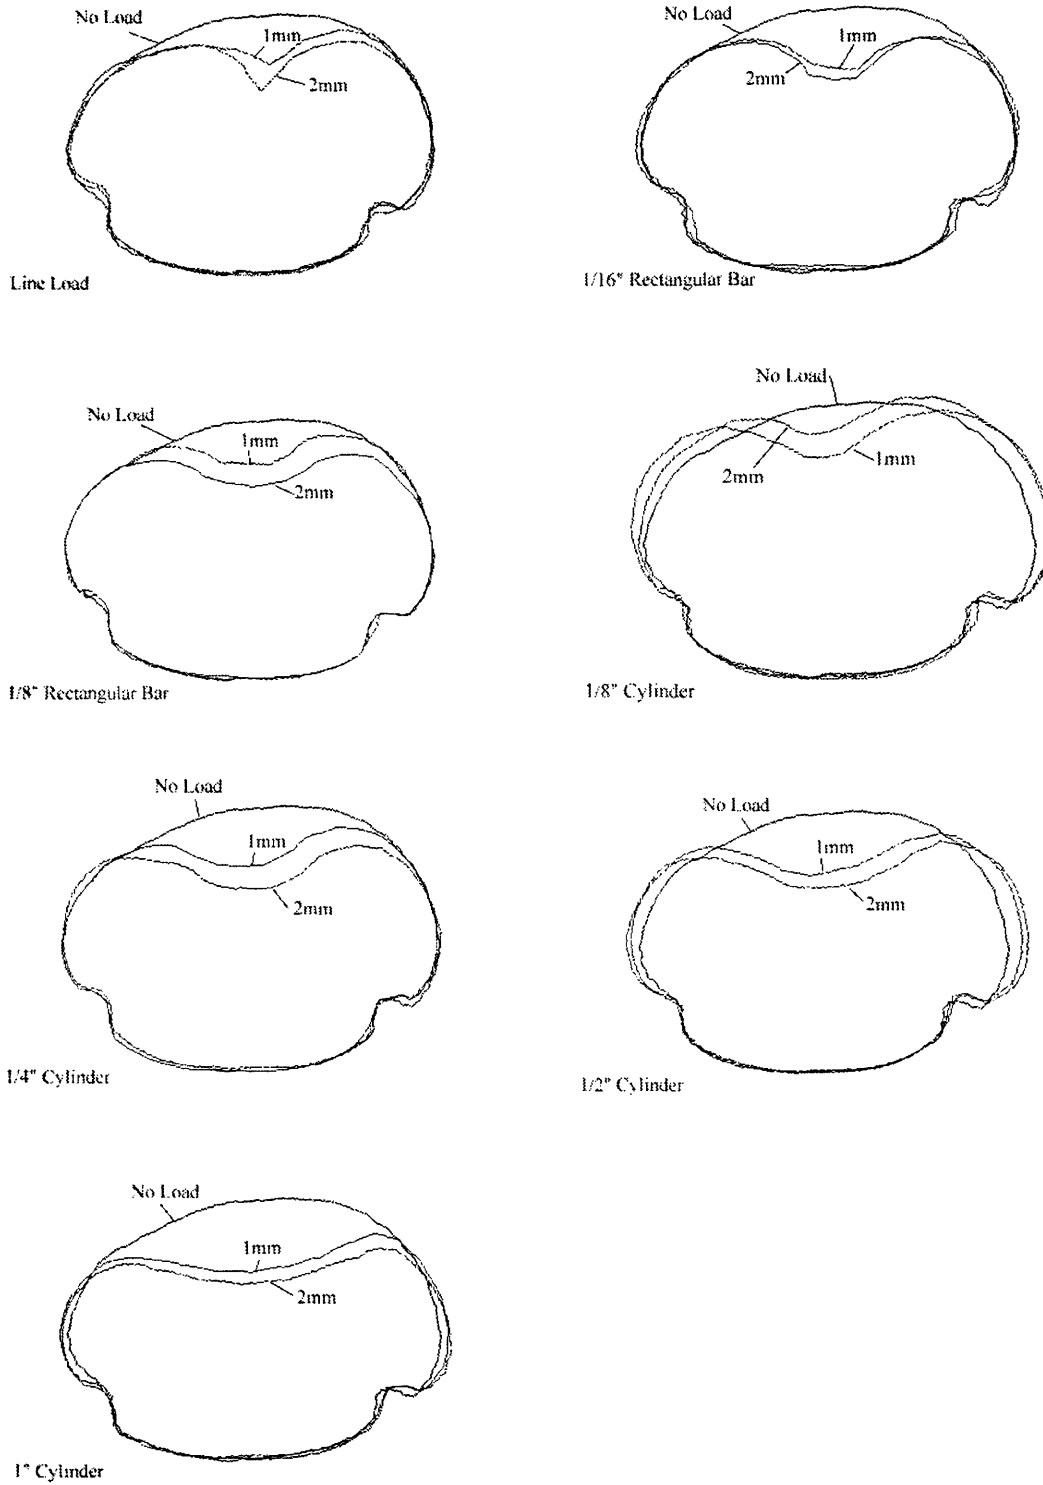 No Load
1mm
2mm
Line Load
No Load
1mm
2mm
1/16" Rectangular Bar
No Load
1mm
2mm
1/8" Rectangular Bar
No Load
1mm
2mm
1/8" Cylinder
No Load
1mm
2mm
1/4" Cylinder
No Load
1mm
2mm
1/2" Cylinder
No Load
1mm
2mm
1" Cylinder